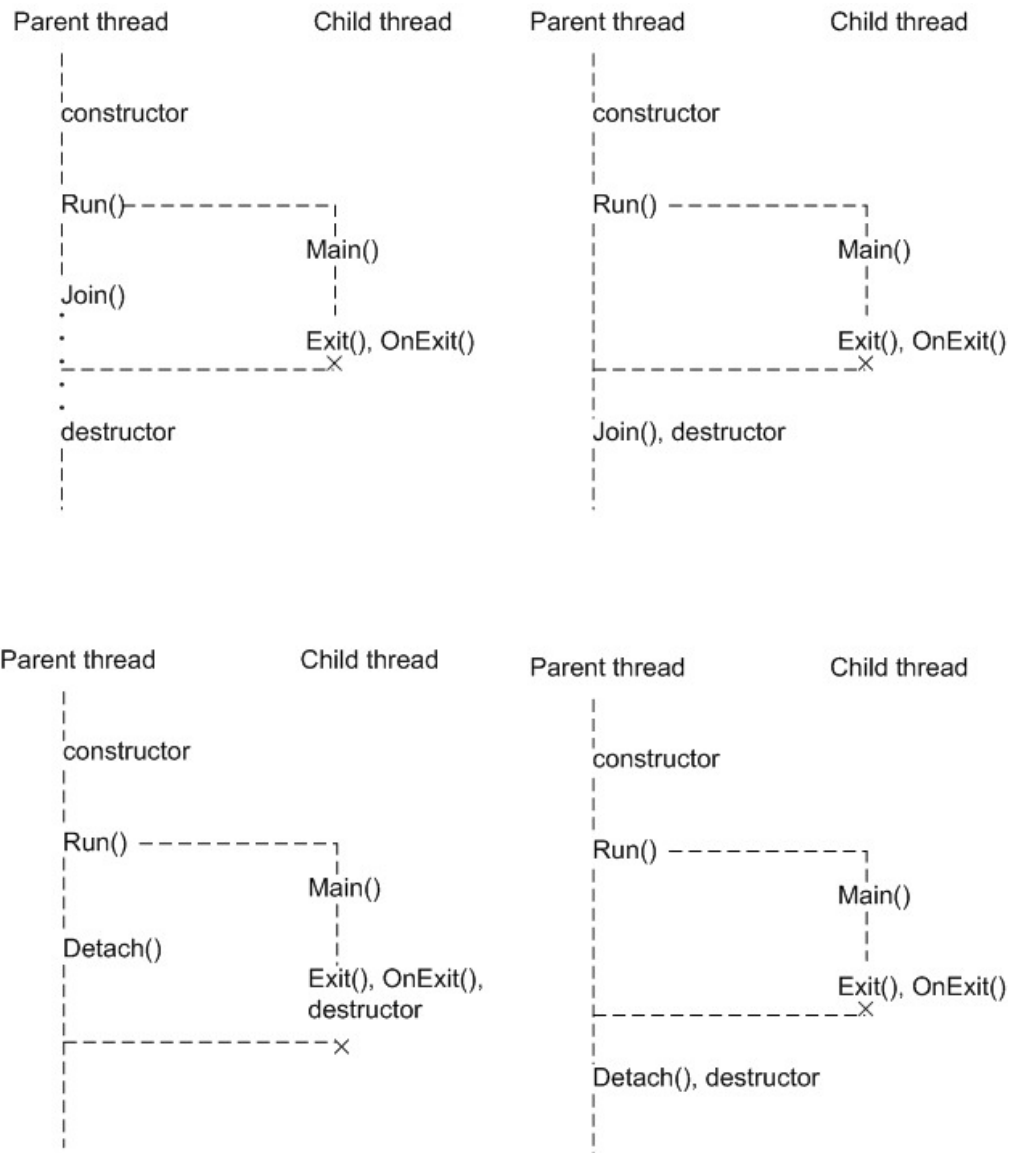 Parent thread
Child thread
constructor
Run()
Main()
Join()
Exit(), OnExit()
destructor
Parent thread
Child thread
constructor
Run()
Main()
Exit(), OnExit()
Join(), destructor
Parent thread
Child thread
constructor
Run()
Main()
Detach()
Exit(), OnExit(),
destructor
Parent thread
Child thread
constructor
Run()
Main()
Exit(), OnExit()
Detach(), destructor